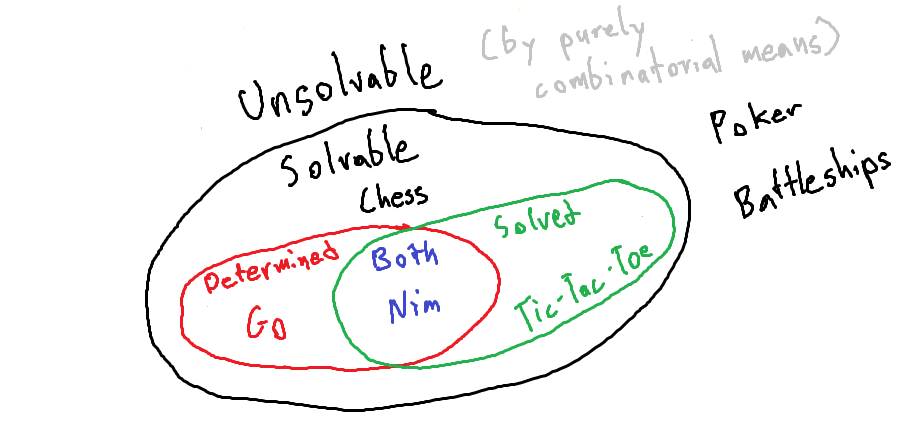 Unsolvable
(by purely
combinatorial means)
Poker
Battleships
Solvable
Chess
Determined
Go
Both
Nim
Solved
Tic-Tac-Toe